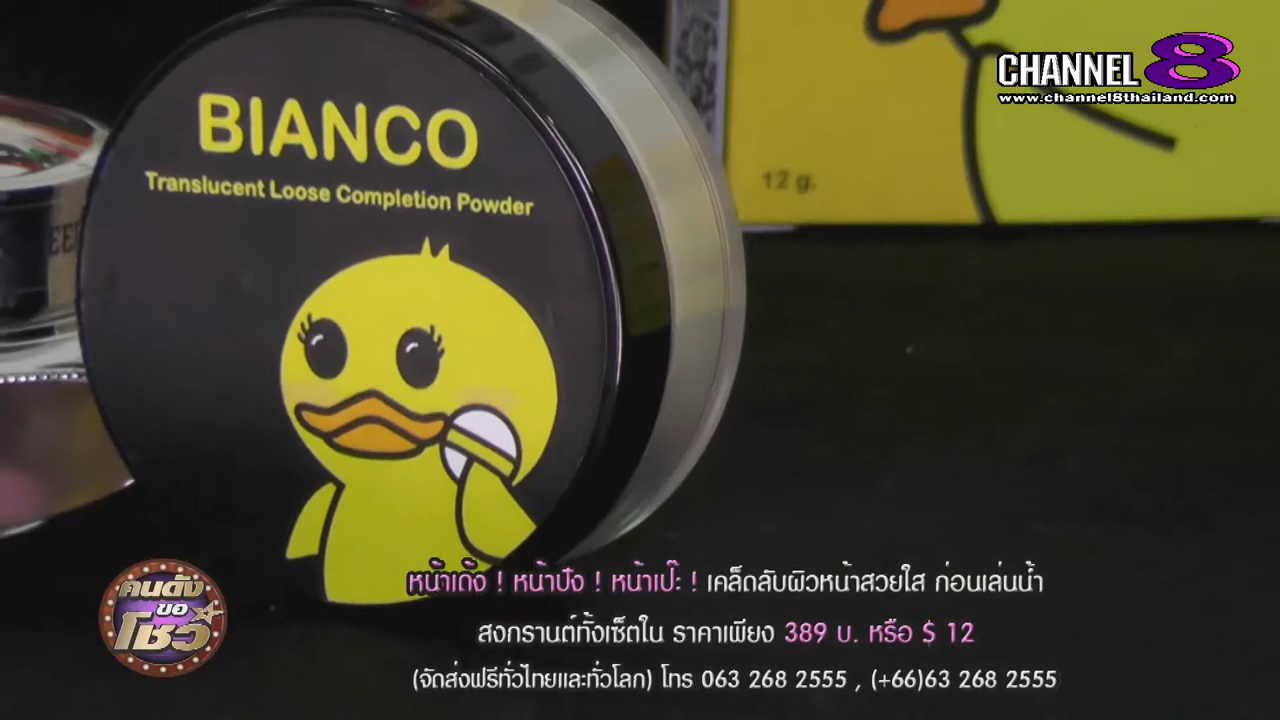 BIANCO
Translucent Loose Completion Powder
12 g.
CHANNEL 8
www.channel8thailand.com
คนดัง
ขอ
โชว์
หน้าเด้ง ! หน้าปัง ! หน้าเป๊ะ ! เคล็ดลับผิวหน้าสวยใส ก่อนเล่นน้ำ
สงกรานต์ทั้งเซ็ตใน ราคาเพียง 389 บ. หรือ $ 12
(จัดส่งฟรีทั่วไทยและทั่วโลก) โทร 063 268 2555 , (+66)63 268 2555